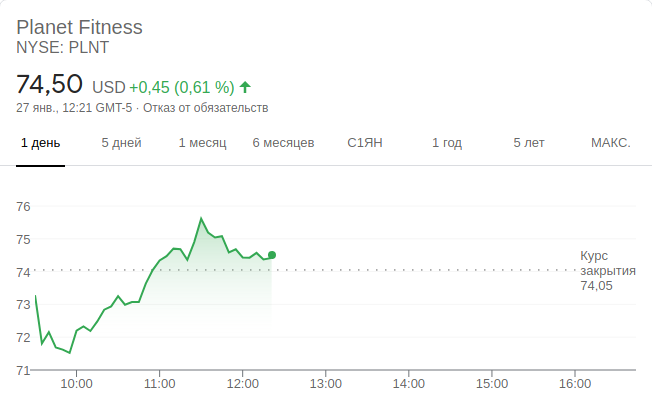 Planet Fitness
NYSE: PLNT
74,50 USD +0,45 (0,61 %)
27 янв., 12:21 GMT-5 · Отказ от обязательств
1 день 5 дней 1 месяц 6 месяцев С1ЯН 1 год 5 лет МАКС.
76
75
74
73
72
71
Курс
закрытия
74,05
10:00 11:00 12:00 13:00 14:00 15:00 16:00